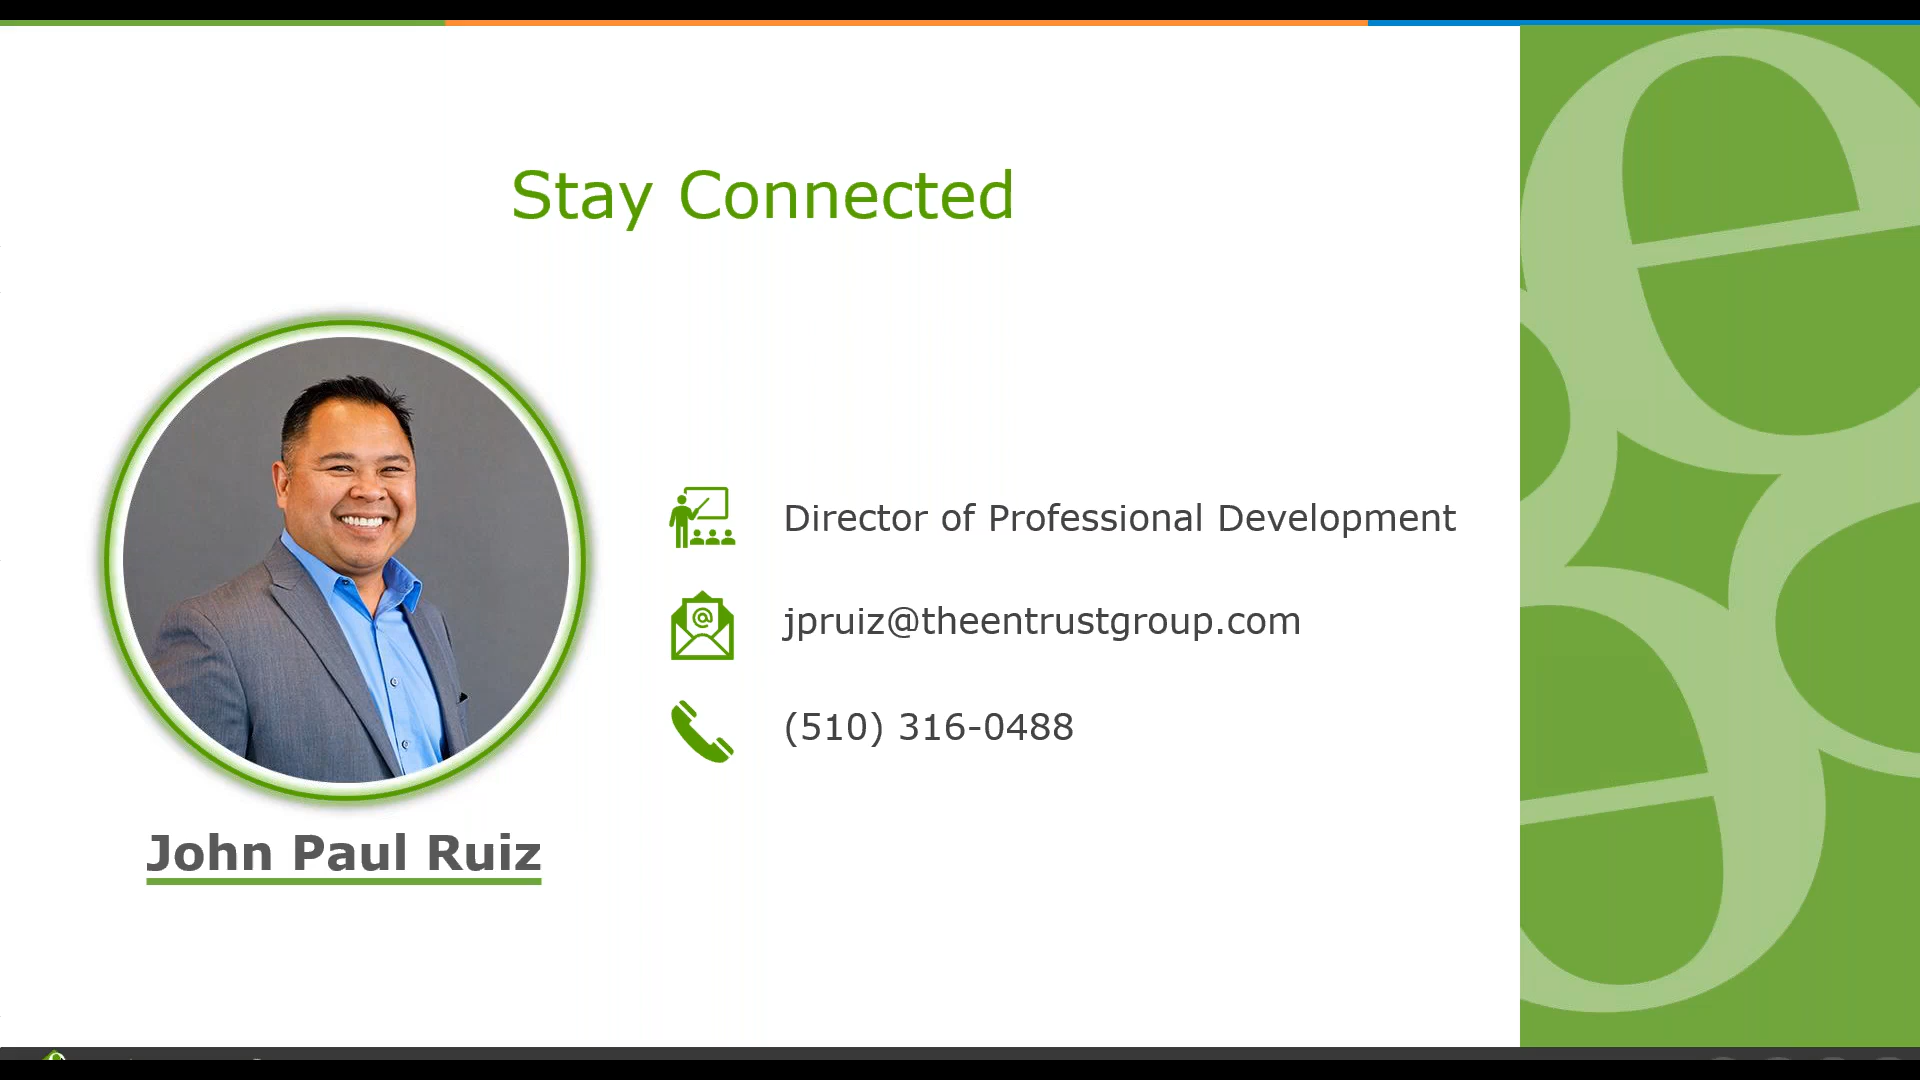 Stay Connected
Director of Professional Development
jpruiz@theentrustgroup.com
(510) 316-0488
John Paul Ruiz